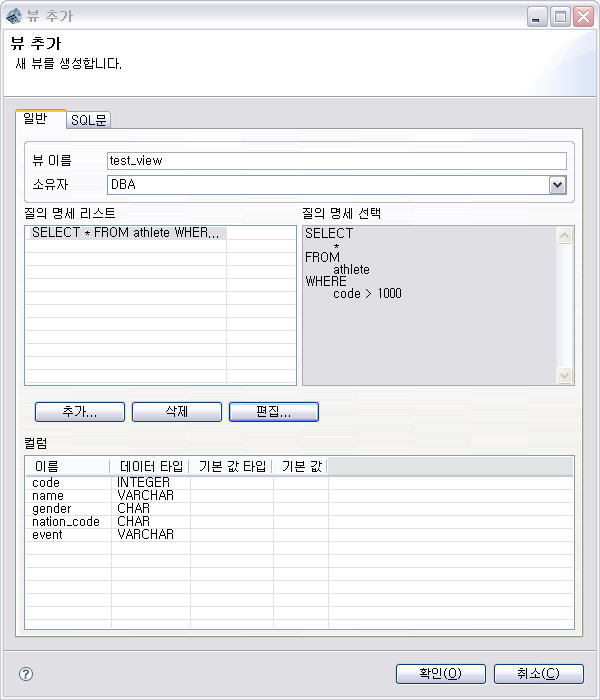 뷰 추가
뷰 추가
새 뷰를 생성합니다.
일반 SQL문
뷰 이름 test_view
소유자 DBA
질의 명세 리스트 질의 명세 선택
SELECT * FROM athlete WHER... SELECT
*
FROM
athlete
WHERE
code > 1000
추가... 삭제 편집...
컬럼
이름 데이터 타입 기본 값 타입 기본 값
code INTEGER
name VARCHAR
gender CHAR
nation_code CHAR
event VARCHAR
? 확인(O) 취소(C)